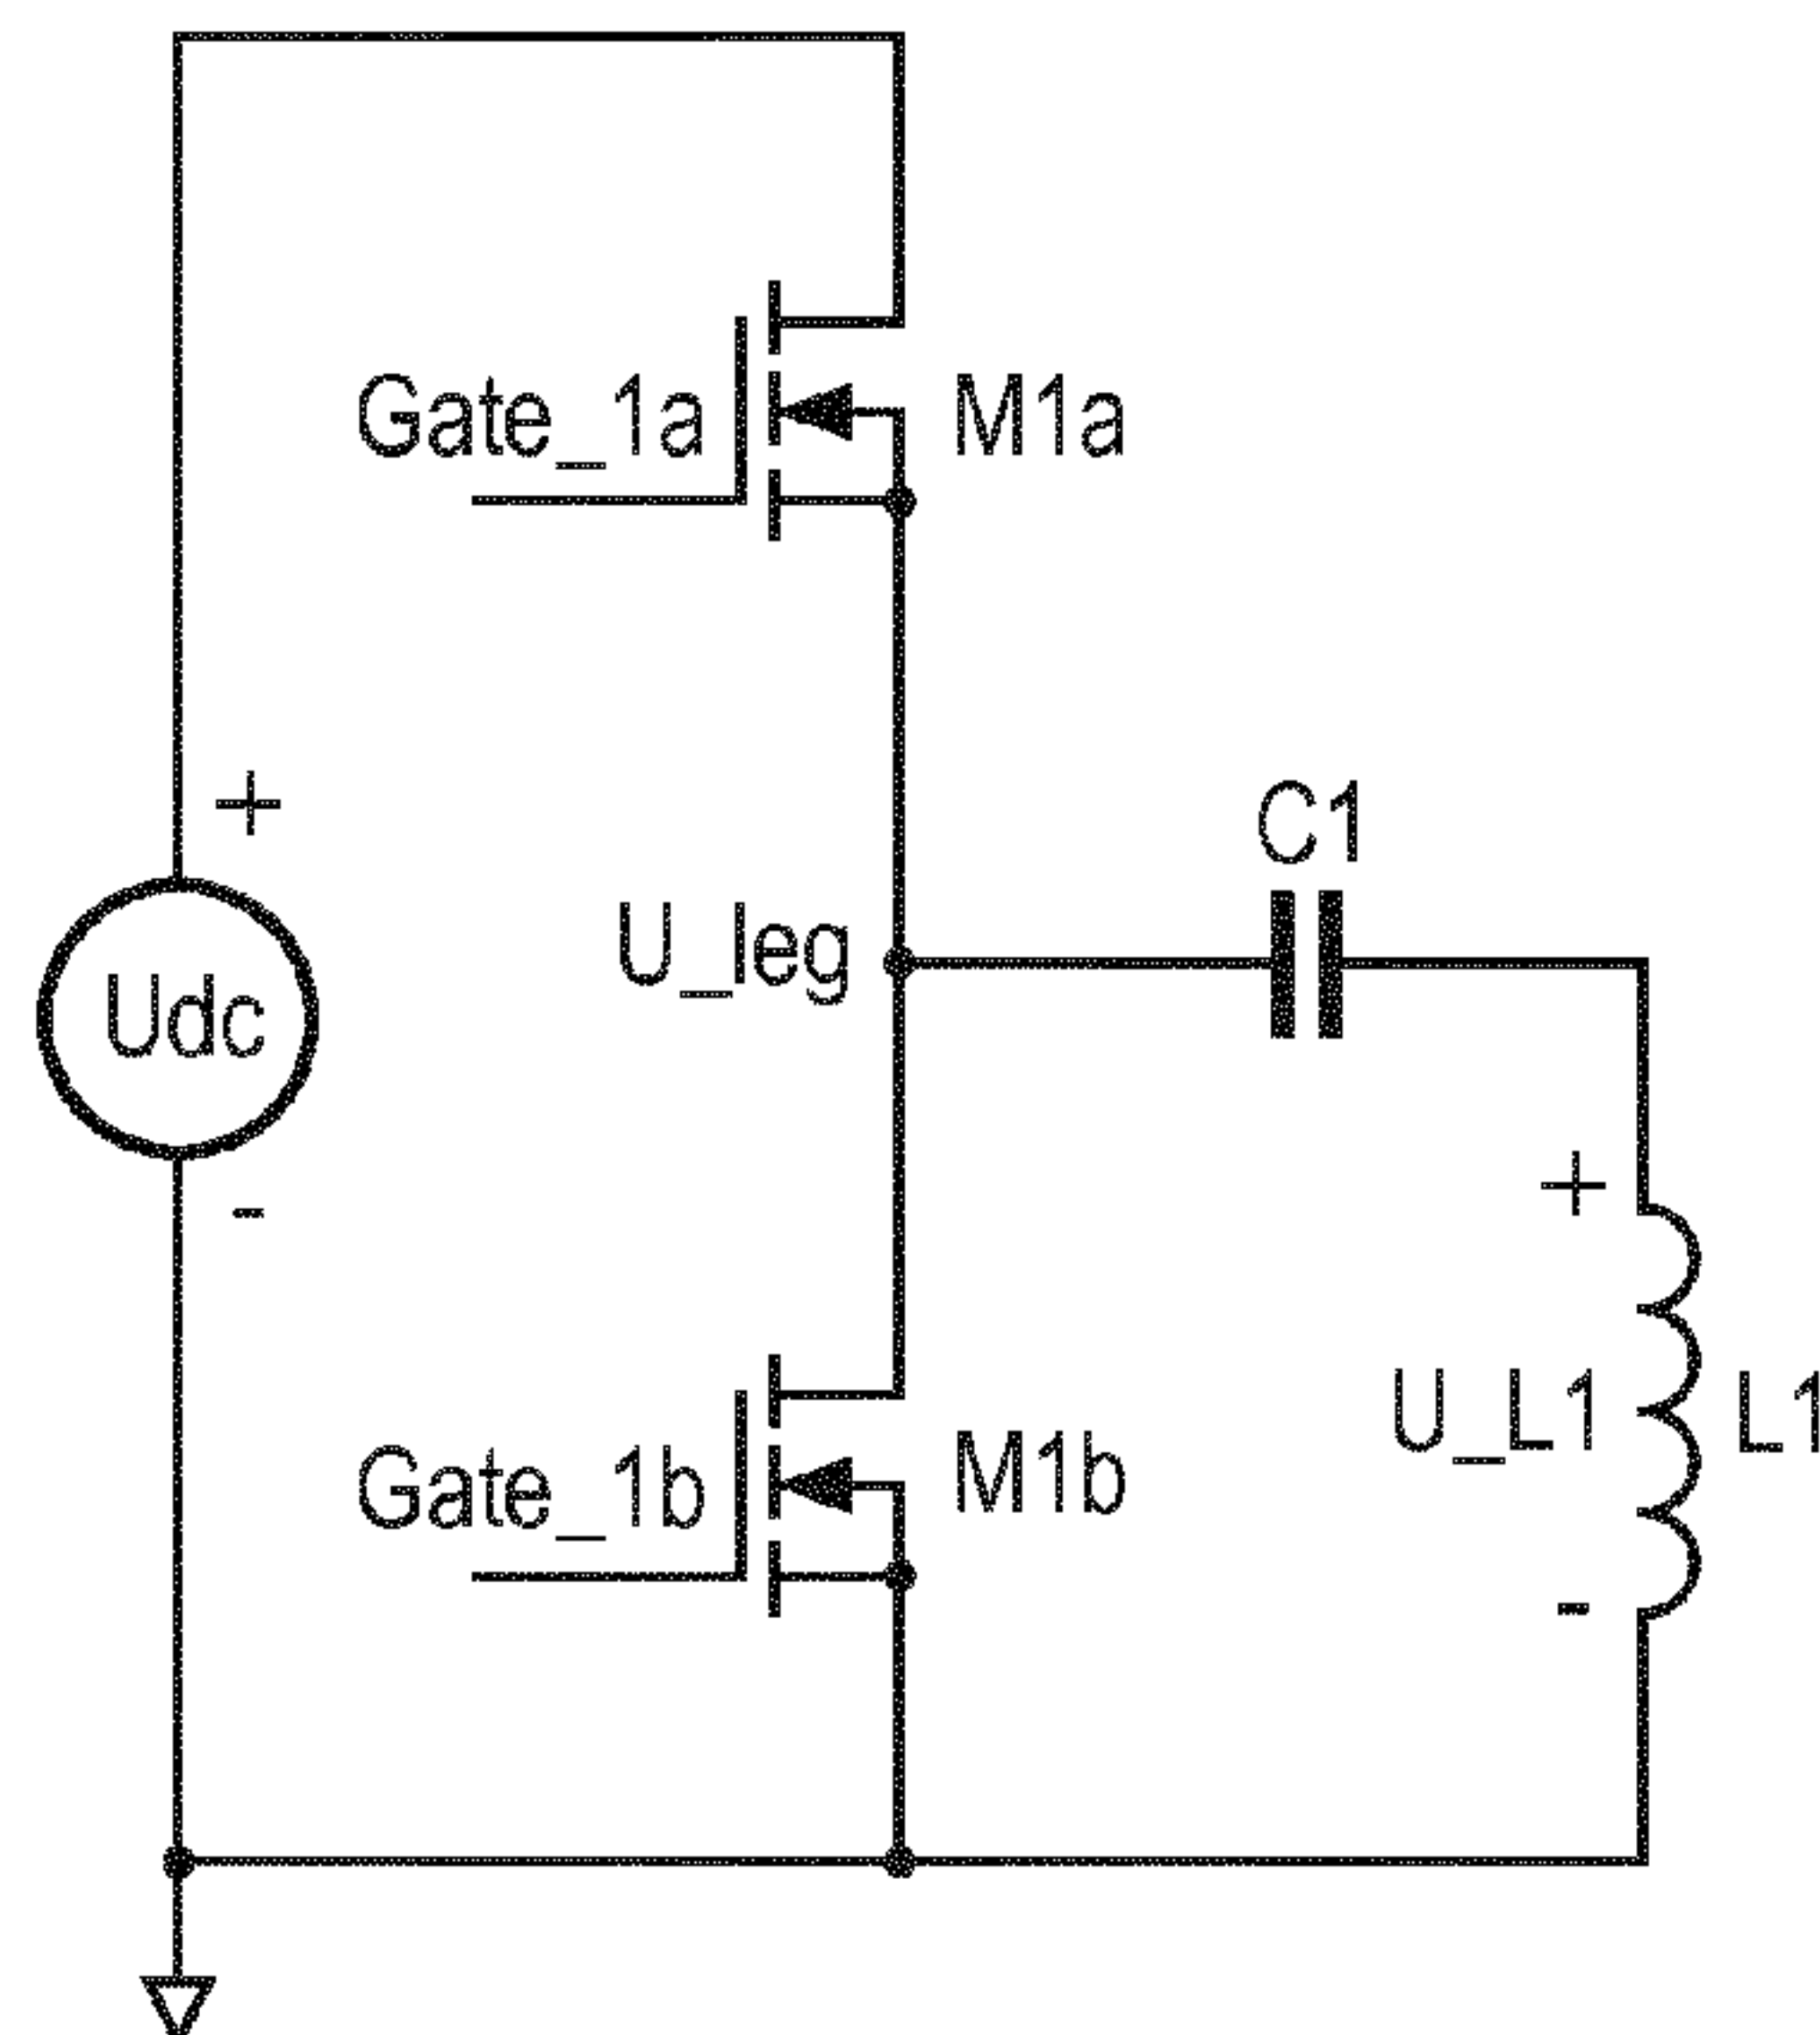 Gate_1a
M1a
+
C1
U_leg
Udc
+
-
U_L1
L1
Gate_1b
M1b
-